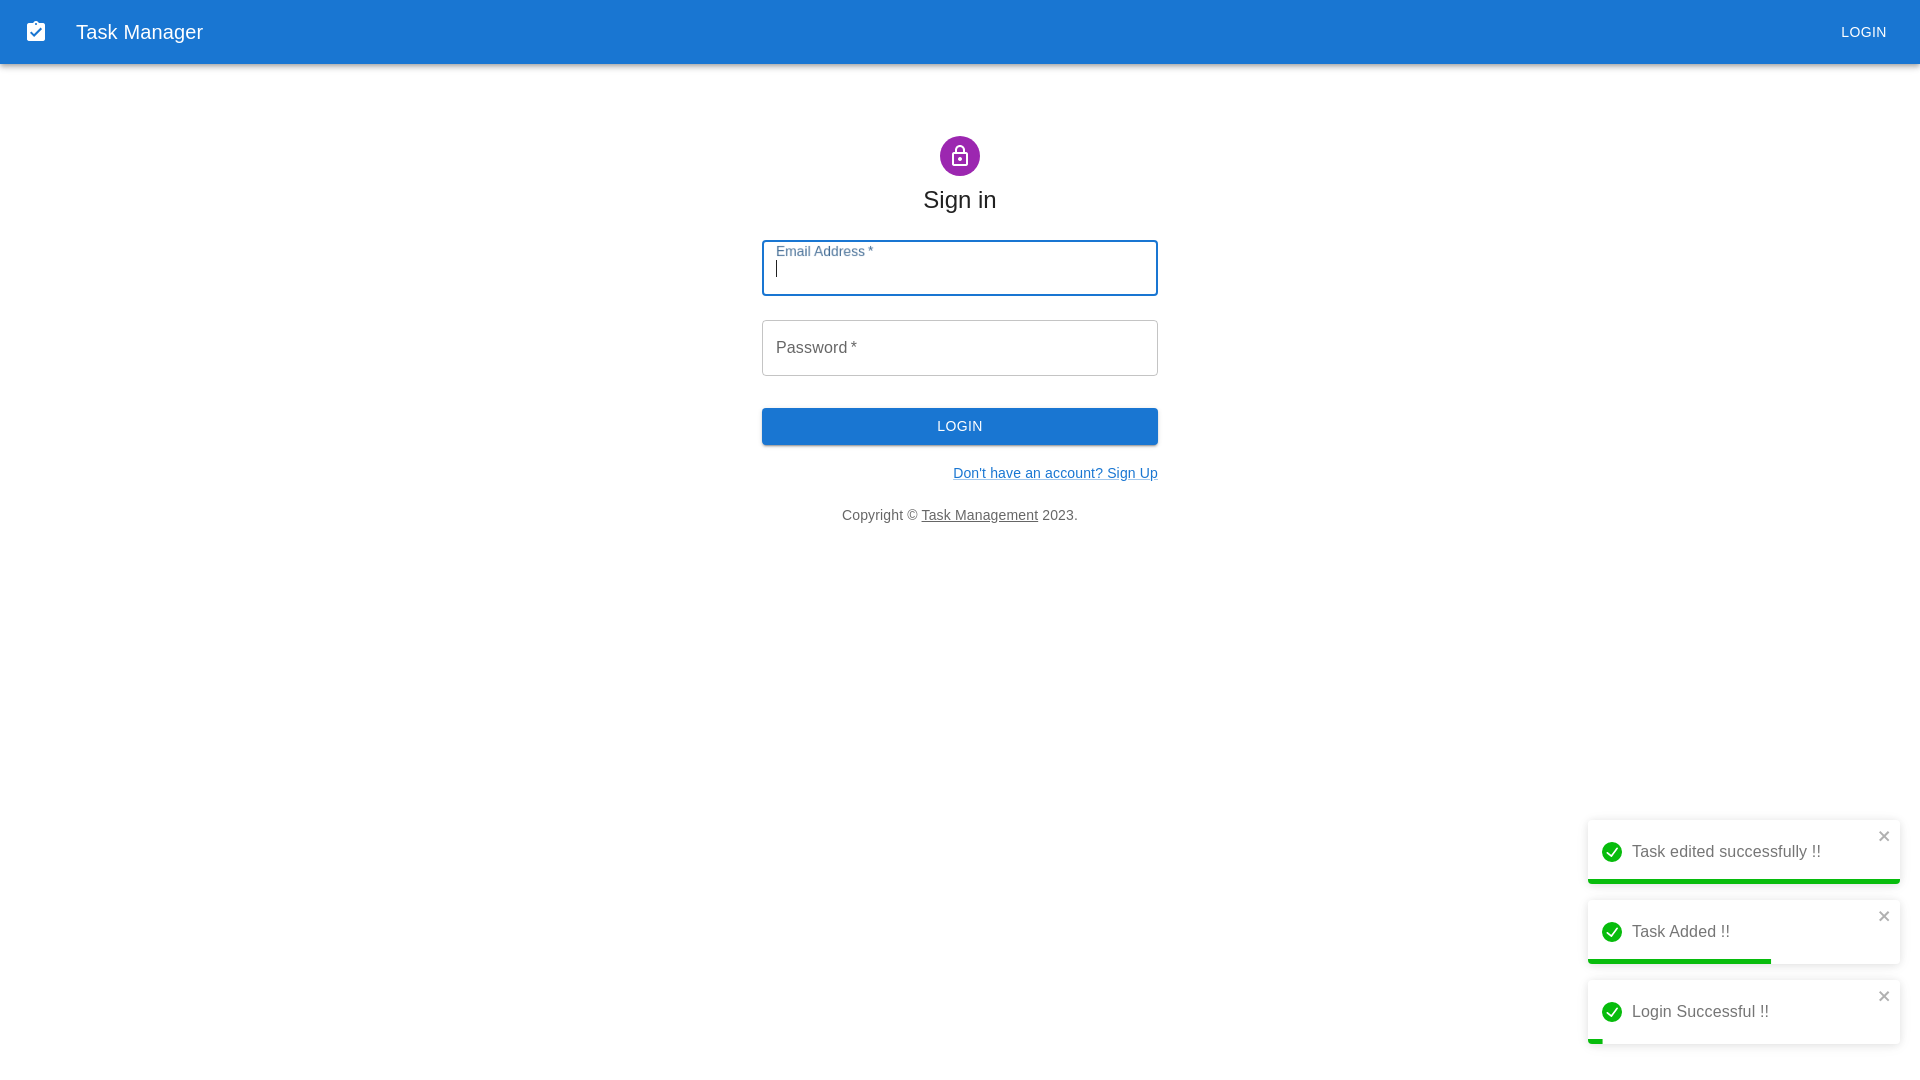 Task Manager
LOGIN
Sign in
Email Address *
Password *
LOGIN
Don't have an account? Sign Up
Copyright © Task Management 2023.
Task edited successfully !!
Task Added !!
Login Successful !!